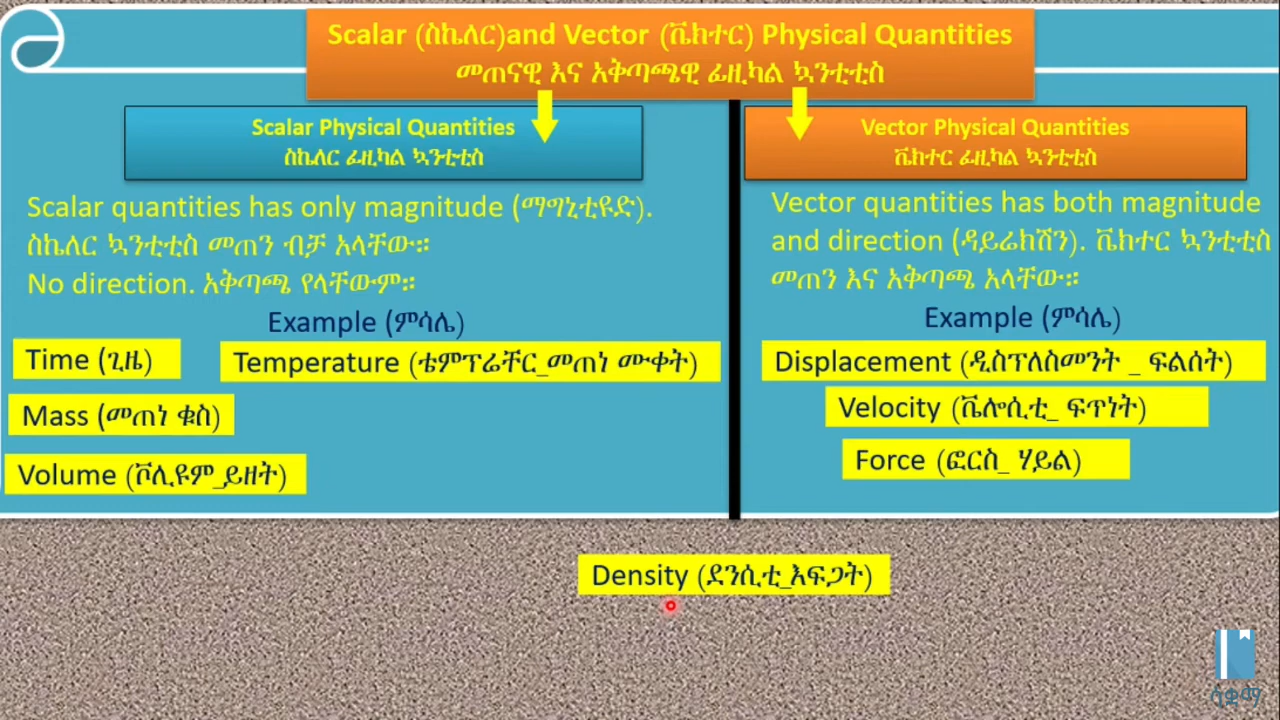 Scalar (ስኬለር)and Vector (ቬክተር) Physical Quantities
መጠናዊ እና አቅጣጫዊ ፊዚካል ኳንቲቲስ
Scalar Physical Quantities
ስኬለር ፊዚካል ኳንቲቲስ
Scalar quantities has only magnitude (ማግኒቲዩድ).
ስኬለር ኳንቲቲስ መጠን ብቻ አላቸው።
No direction. አቅጣጫ የላቸውም።
Example (ምሳሌ)
Time (ጊዜ)
Temperature (ቴምፕሬቸር_መጠነ ሙቀት)
Mass (መጠነ ቁስ)
Volume (ቮሊዩም_ይዘት)
Vector Physical Quantities
ቬክተር ፊዚካል ኳንቲቲስ
Vector quantities has both magnitude
and direction (ዳይሬክሽን). ቬክተር ኳንቲቲስ
መጠን እና አቅጣጫ አላቸው።
Example (ምሳሌ)
Displacement (ዲስፕለስመንት _ ፍልሰት)
Velocity (ቬሎሲቲ_ ፍጥነት)
Force (ፎርስ_ ሃይል)
Density (ደንሲቲ_እፍጋት)